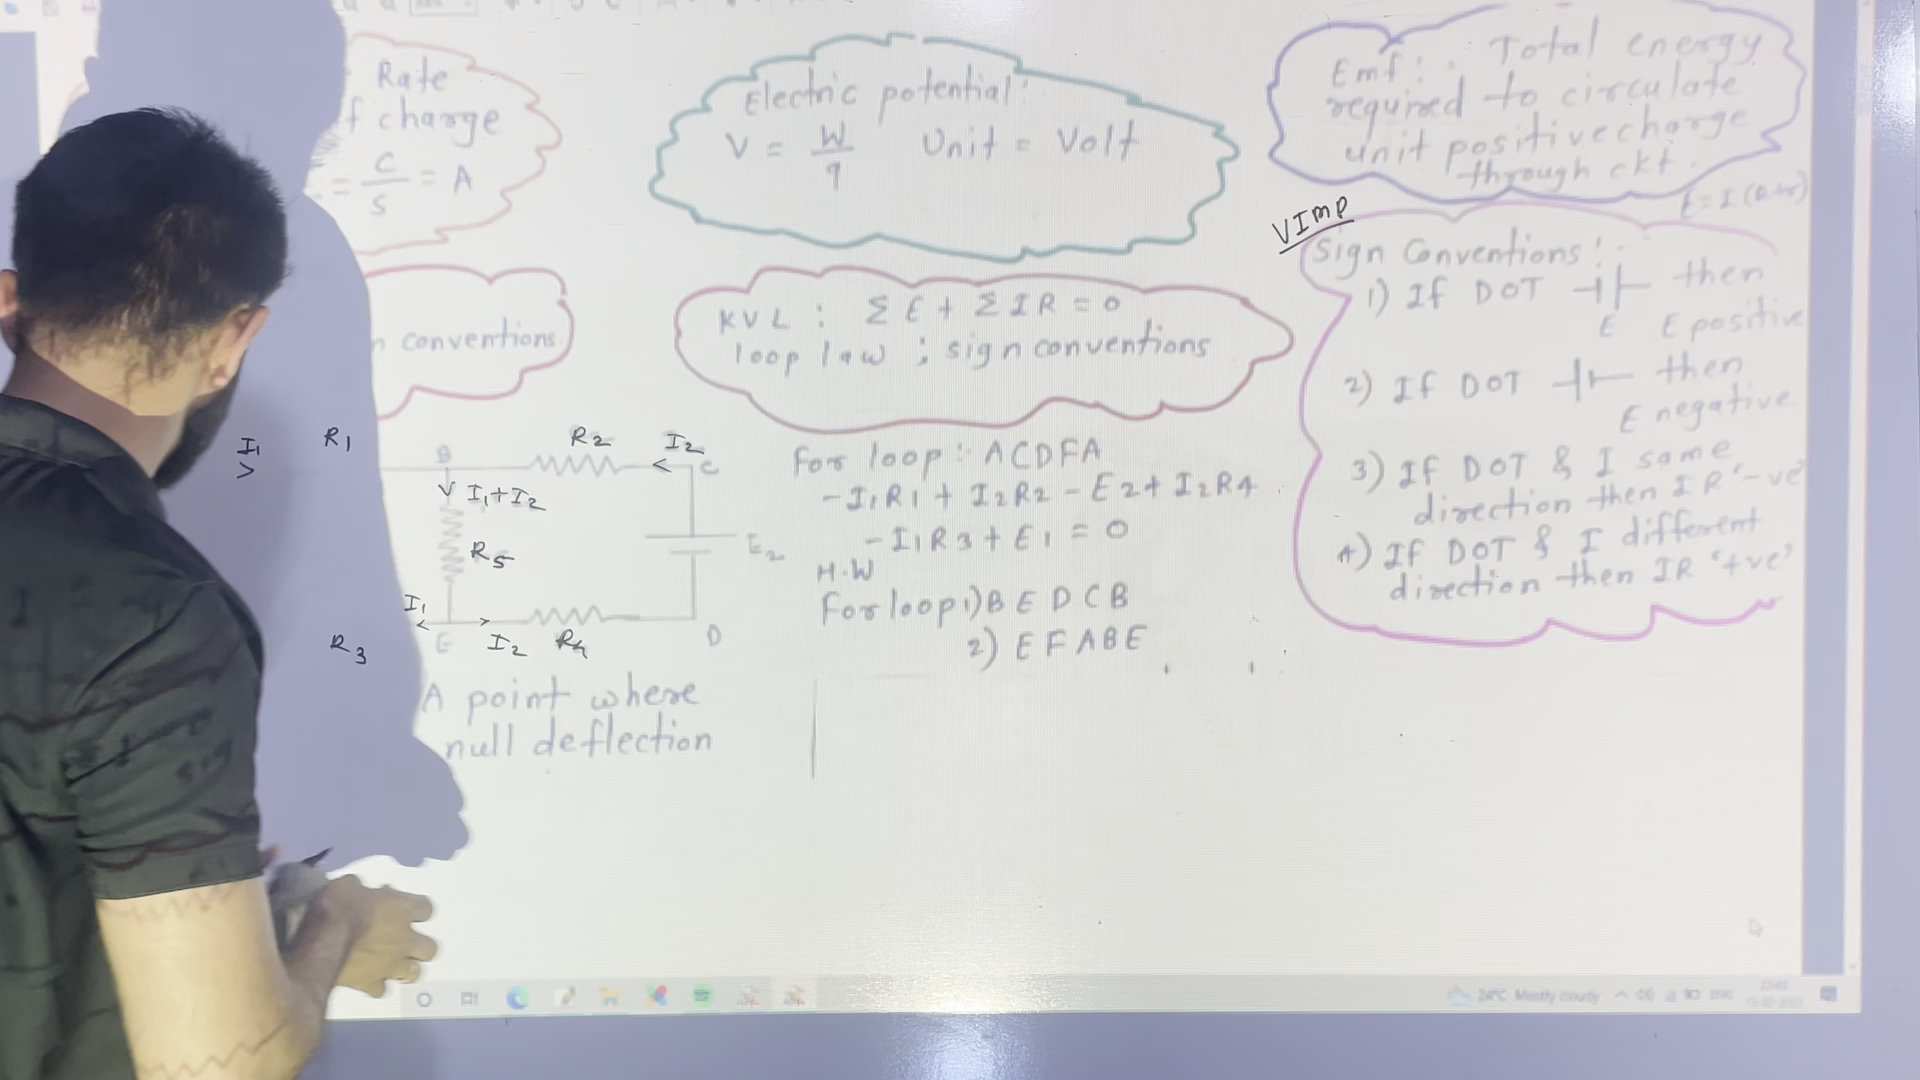 Rate
f charge
= C/S = A
Electric potential:
V = W/q Unit = Volt
Emf:. Total energy
required to circulate
unit positive charge
through ckt.
VIMP
Sign Conventions:-
1) If DOT then
E E positive
2) If DOT then
E negative
3) If DOT & I same
direction then IR '-ve'
4) If DOT & I different
direction then IR '+ve'
n conventions
KVL : Σ E + Σ IR = 0
loop law : sign conventions
I1 R1 B R2 I2 C
I1+I2
R5
E2
I1
R3 E I2 R4 D
For loop:- ACDFA
-I1R1 + I2R2 - E2 + I2R4
-I1R3 + E1 = 0
H.W
For loop 1) B E D C B
2) E F A B E
A point where
null deflection
24°C Mostly cloudy